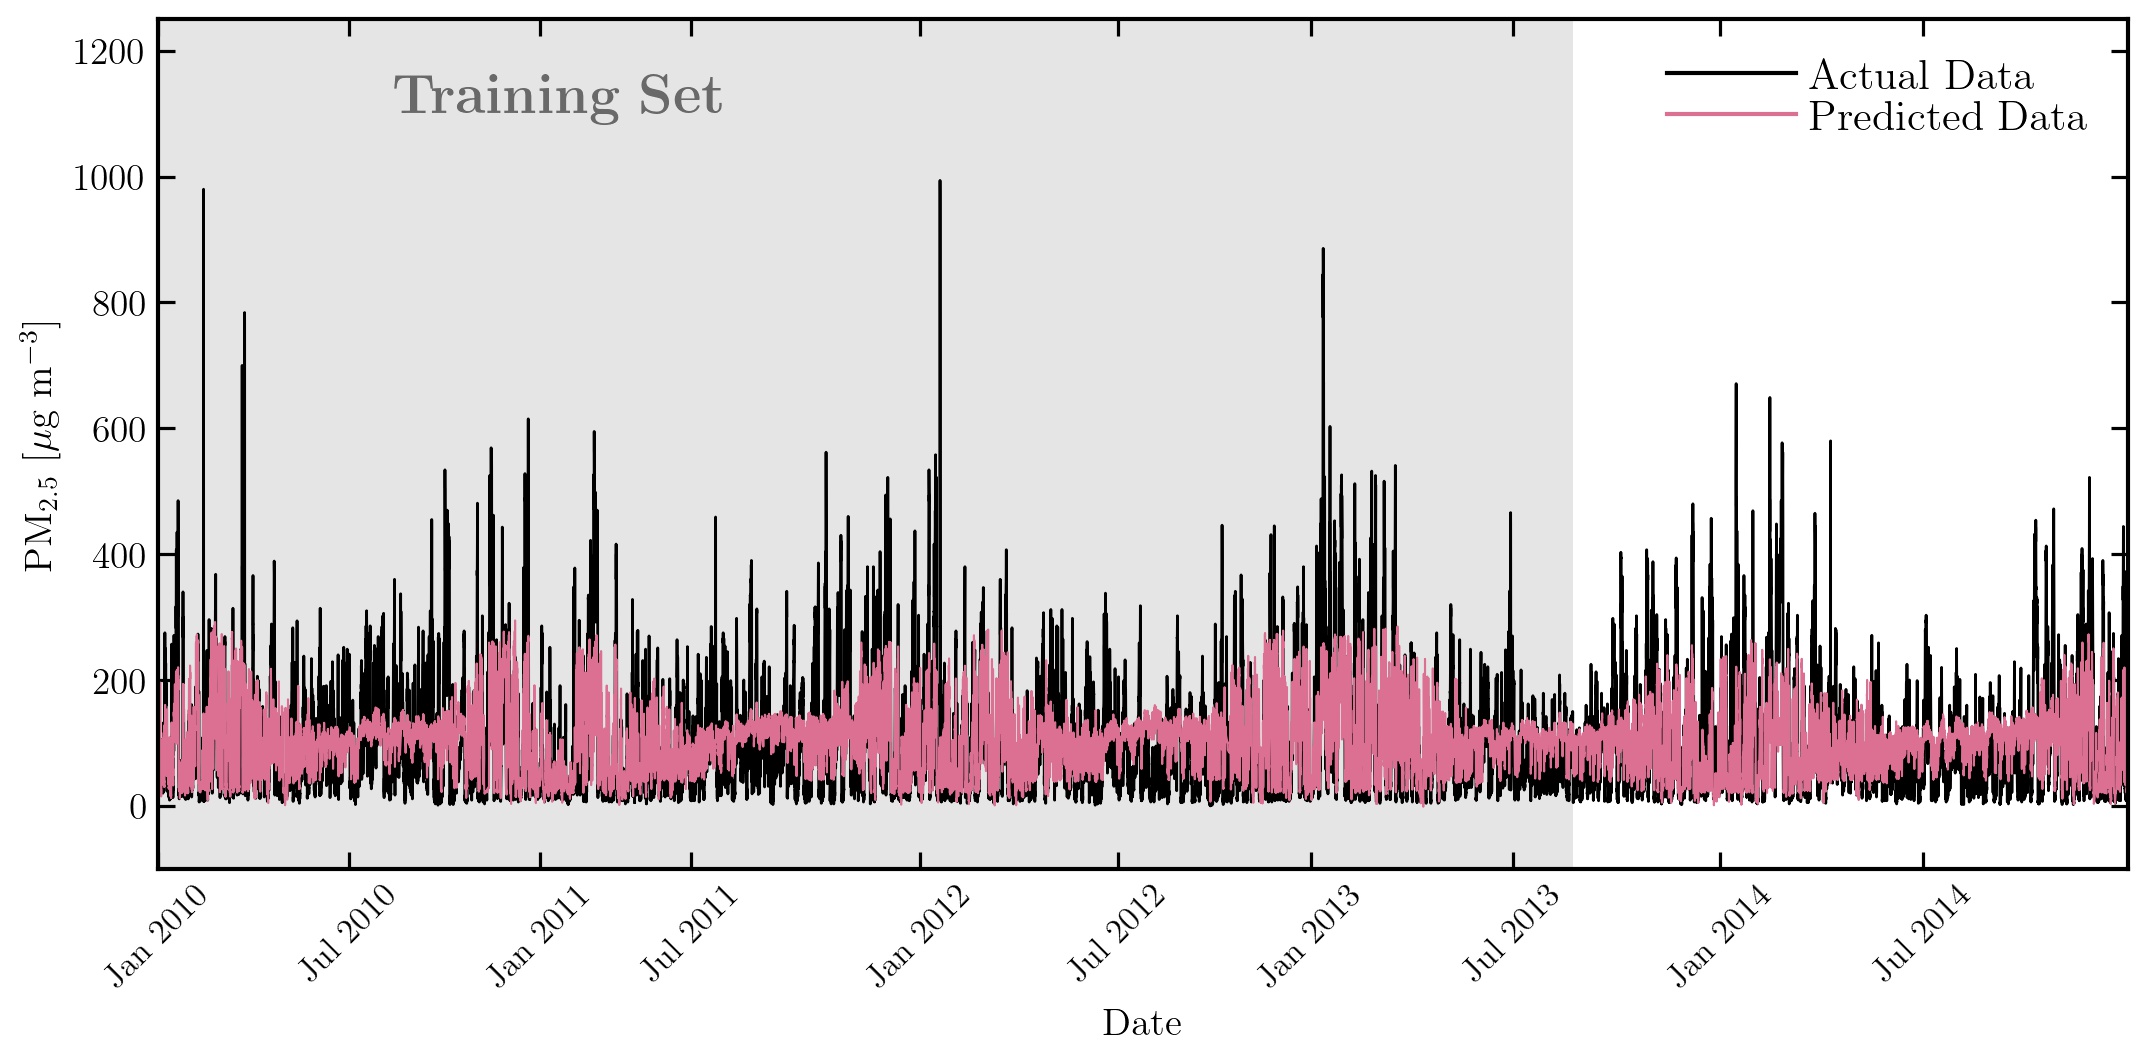 Training Set
Actual Data
Predicted Data
1200
1000
800
600
400
200
0
PM₂.₅ [μg m⁻³]
Jan 2010
Jul 2010
Jan 2011
Jul 2011
Jan 2012
Jul 2012
Jan 2013
Jul 2013
Jan 2014
Jul 2014
Date